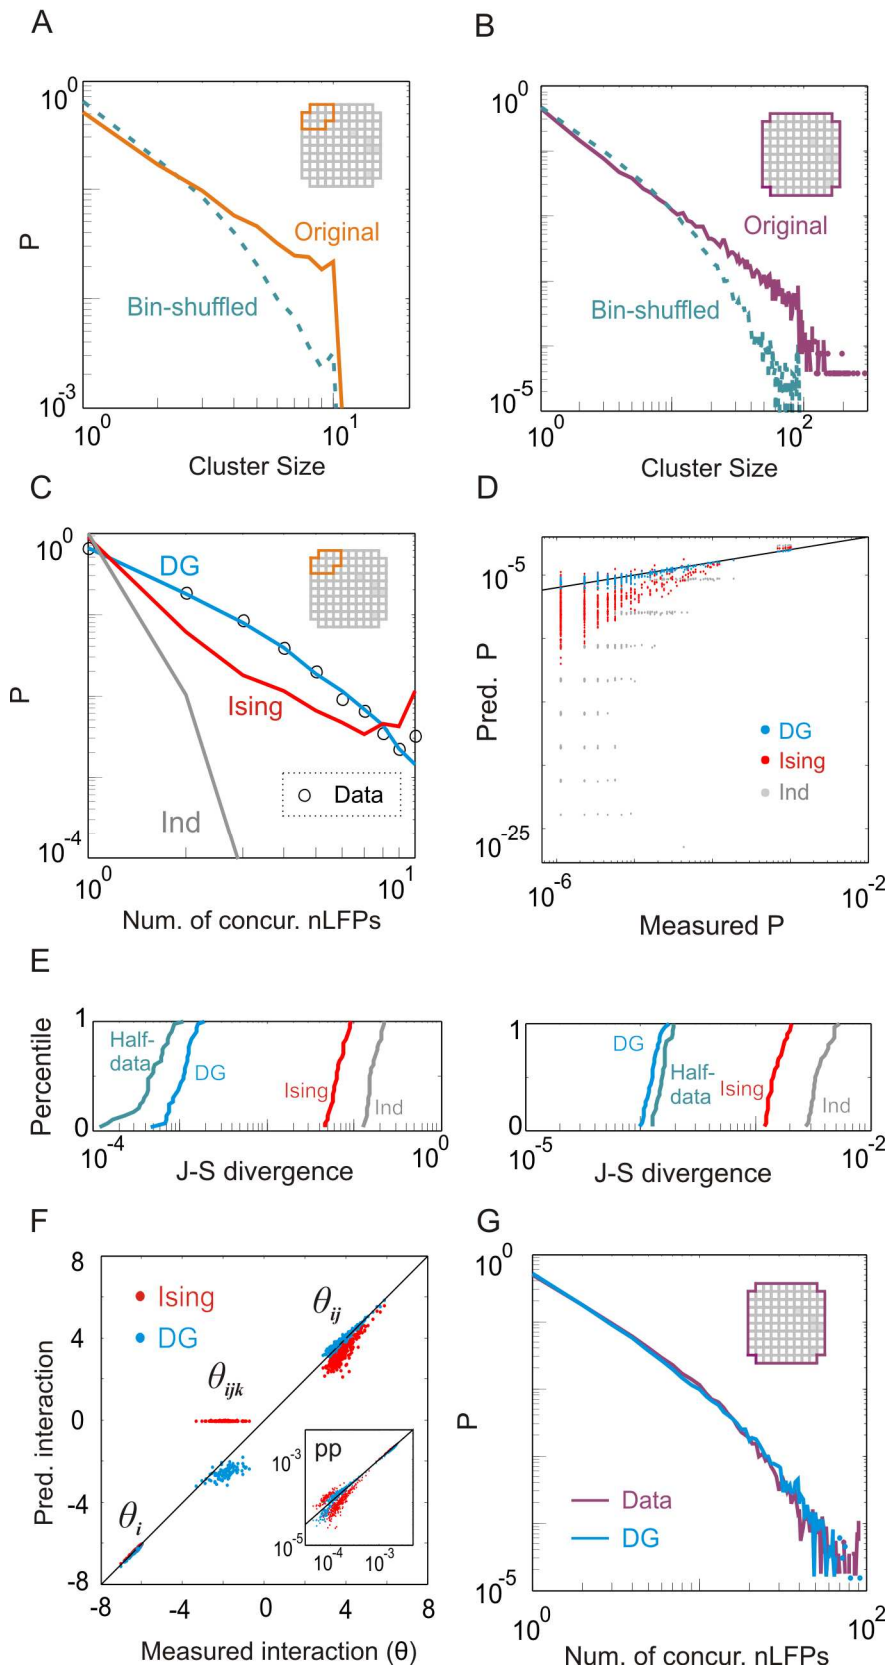 A
10^0
P
Original
Bin-shuffled
10^-3
10^0
10^1
Cluster Size
B
10^0
Original
Bin-shuffled
10^-5
10^0
10^2
Cluster Size
C
10^0
DG
P
Ising
Data
Ind
10^-4
10^0
10^1
Num. of concur. nLFPs
D
10^-5
Pred. P
DG
Ising
Ind
10^-25
10^-6
10^-2
Measured P
E
Percentile
1
Half-
data
DG
Ising
Ind
0
10^-4
10^0
J-S divergence
1
DG
Half-
data
Ising
Ind
0
10^-5
10^-2
J-S divergence
F
8
Ising
DG
θij
4
θijk
Pred. interaction
0
pp
10^-3
-4
θi
10^-5
10^-4
10^-3
-8
-8
-4
0
4
8
Measured interaction (θ)
G
10^0
P
Data
DG
10^-5
10^0
10^2
Num. of concur. nLFPs